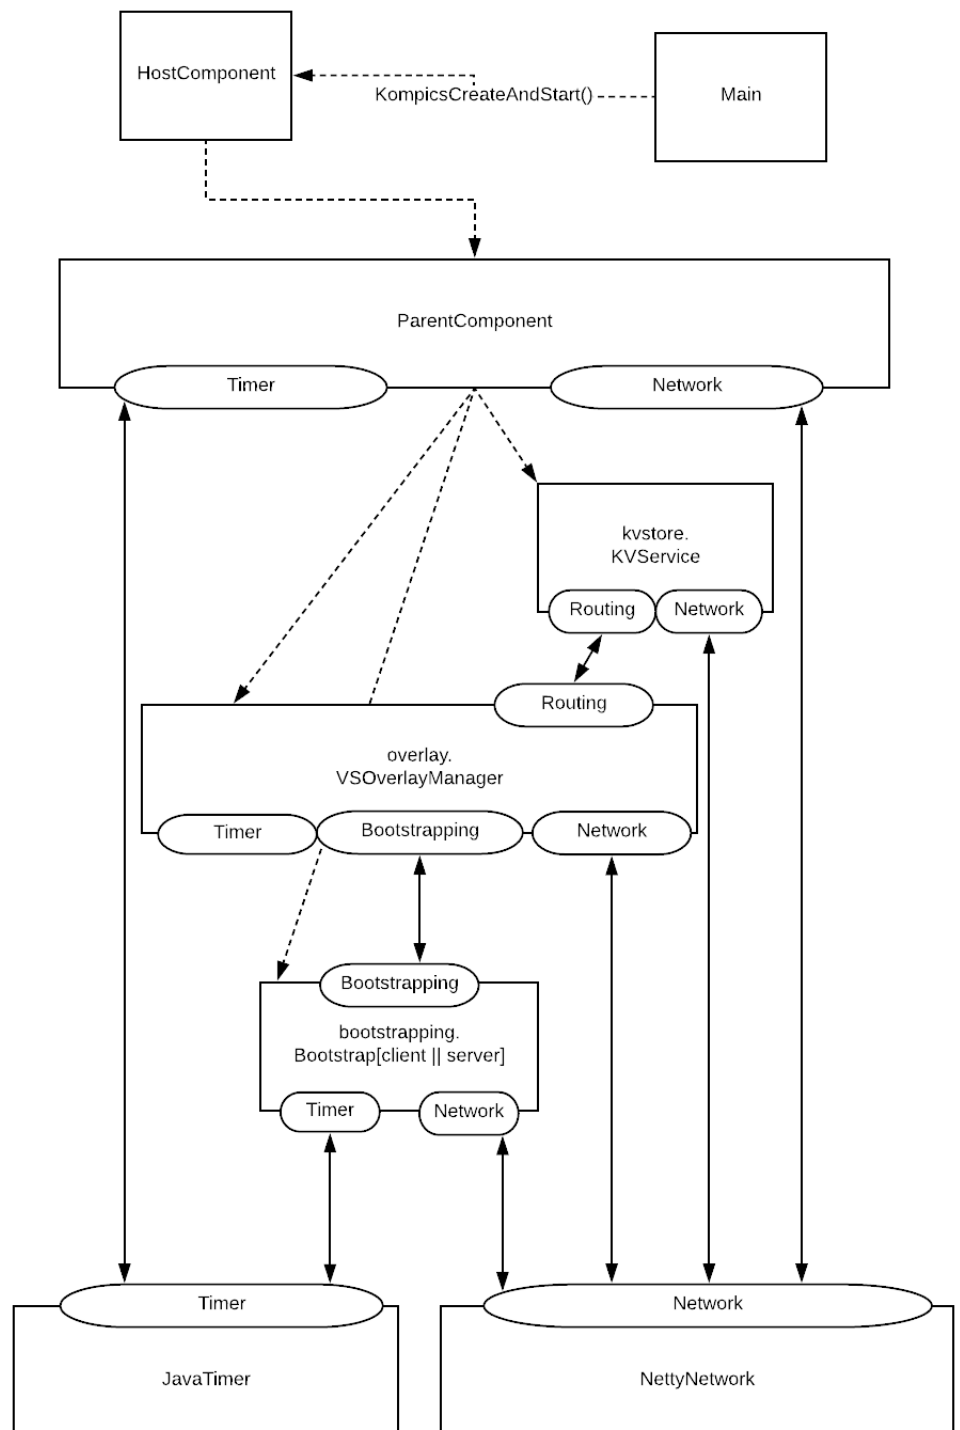 HostComponent
Main
KompicsCreateAndStart()
ParentComponent
Timer
Network
kvstore.
KVService
Routing
Network
Routing
overlay.
VSOverlayManager
Timer
Bootstrapping
Network
Bootstrapping
bootstrapping.
Bootstrap[client || server]
Timer
Network
Timer
Network
JavaTimer
NettyNetwork